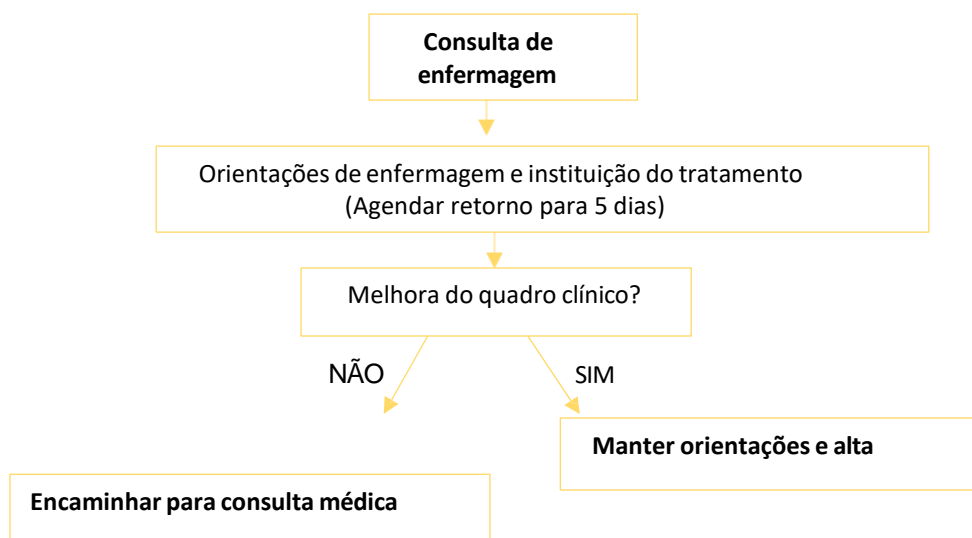 Consulta de
enfermagem
Orientações de enfermagem e instituição do tratamento
(Agendar retorno para 5 dias)
Melhora do quadro clínico?
NÃO
SIM
Manter orientações e alta
Encaminhar para consulta médica